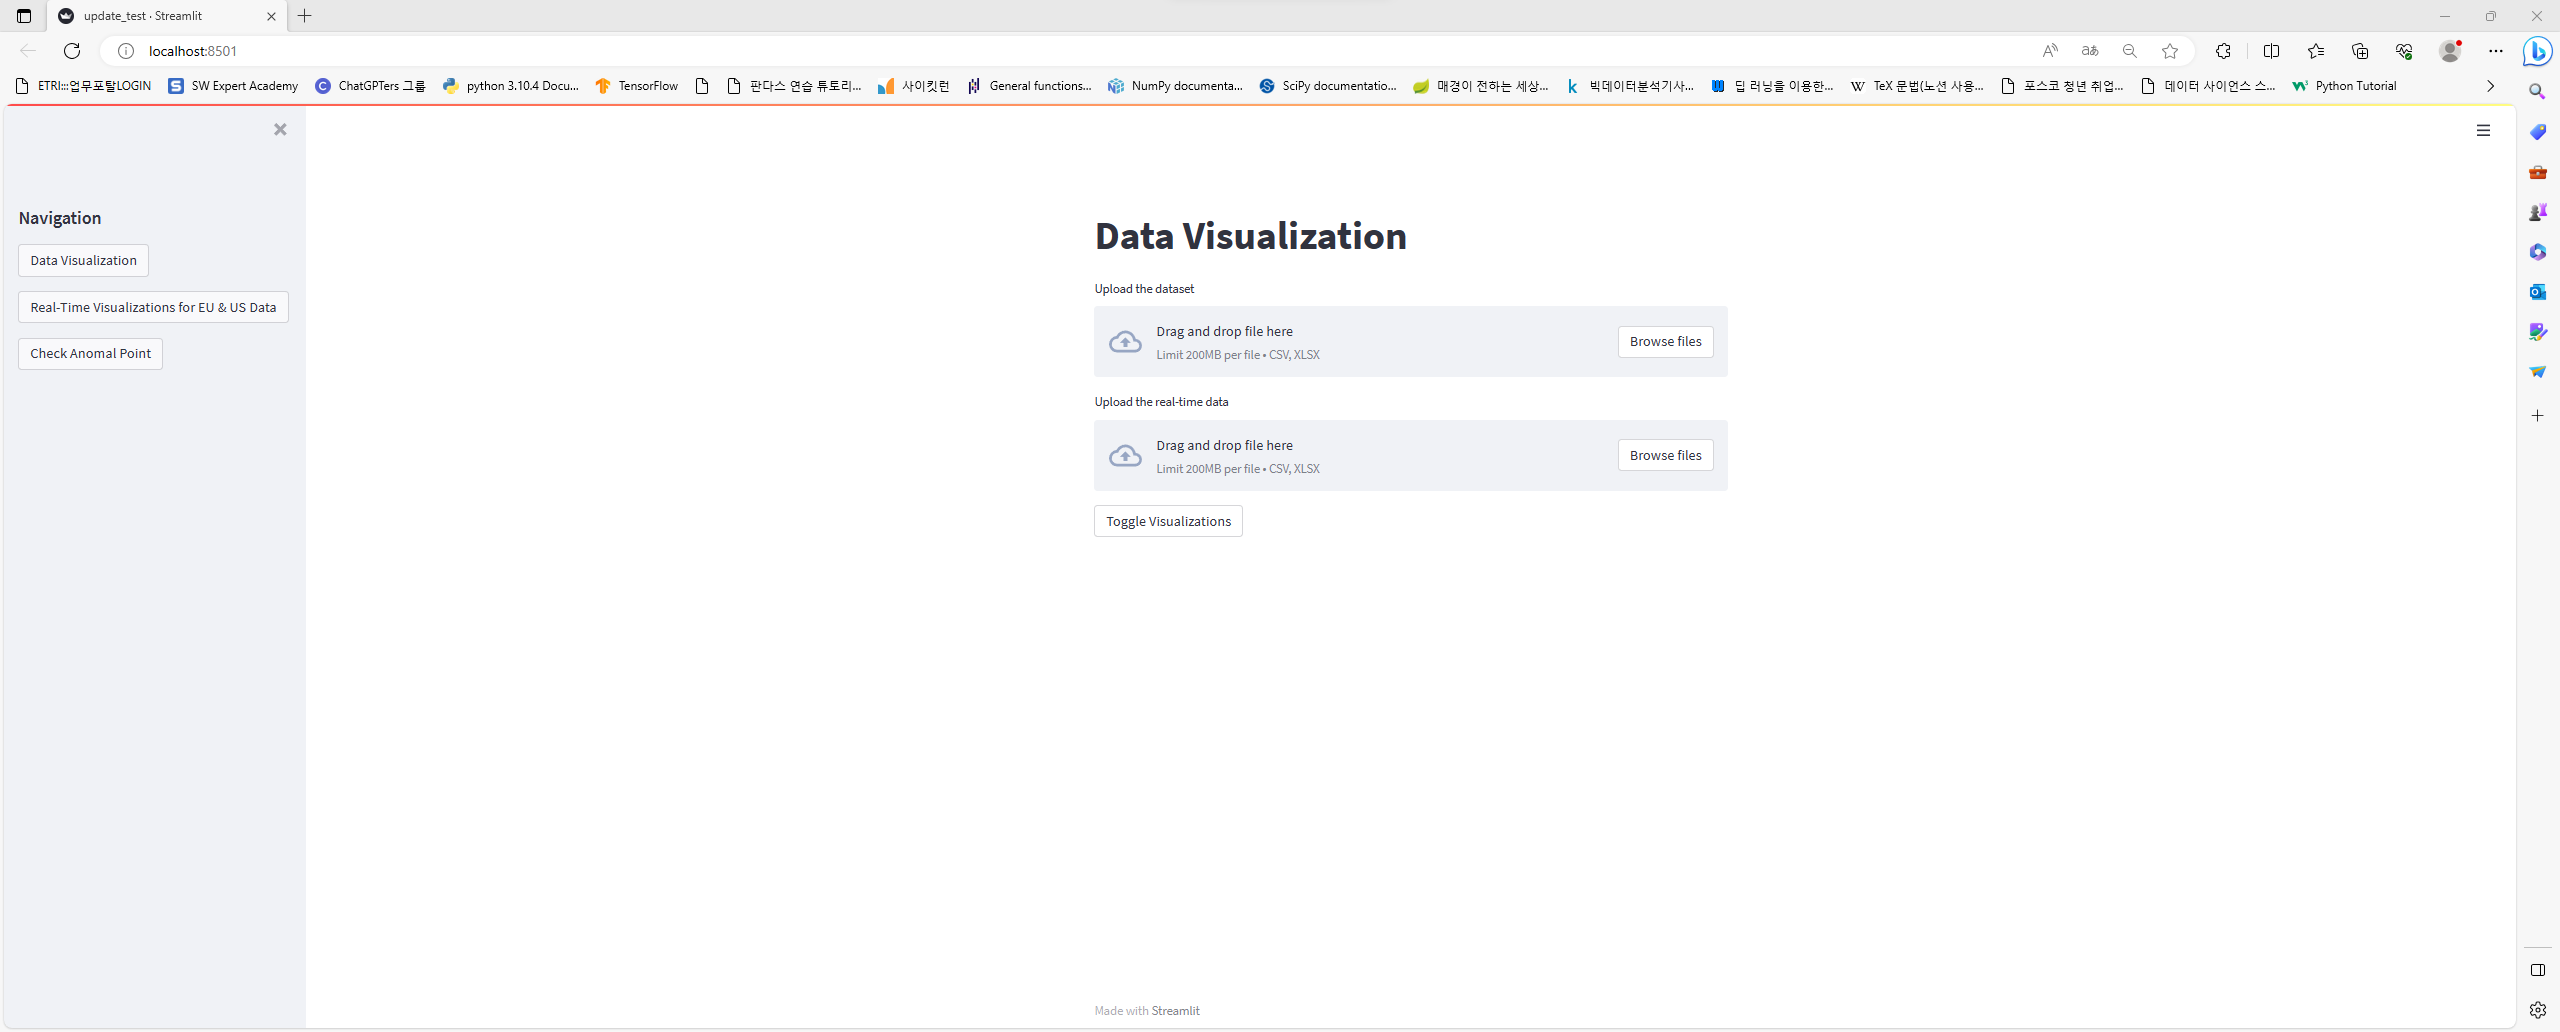 update_test · Streamlit
localhost:8501
ETRI:::업무포탈LOGIN SW Expert Academy ChatGPTers 그룹 python 3.10.4 Docu... TensorFlow 판다스 연습 튜토리... 사이킷런 General functions... NumPy documenta... SciPy documentatio... 매경이 전하는 세상... 빅데이터분석기사... 딥 러닝을 이용한... TeX 문법(노션 사용... 포스코 청년 취업... 데이터 사이언스 스... Python Tutorial
Navigation
Data Visualization
Real-Time Visualizations for EU & US Data
Check Anomal Point
Data Visualization
Upload the dataset
Drag and drop file here
Limit 200MB per file • CSV, XLSX
Browse files
Upload the real-time data
Drag and drop file here
Limit 200MB per file • CSV, XLSX
Browse files
Toggle Visualizations
Made with Streamlit